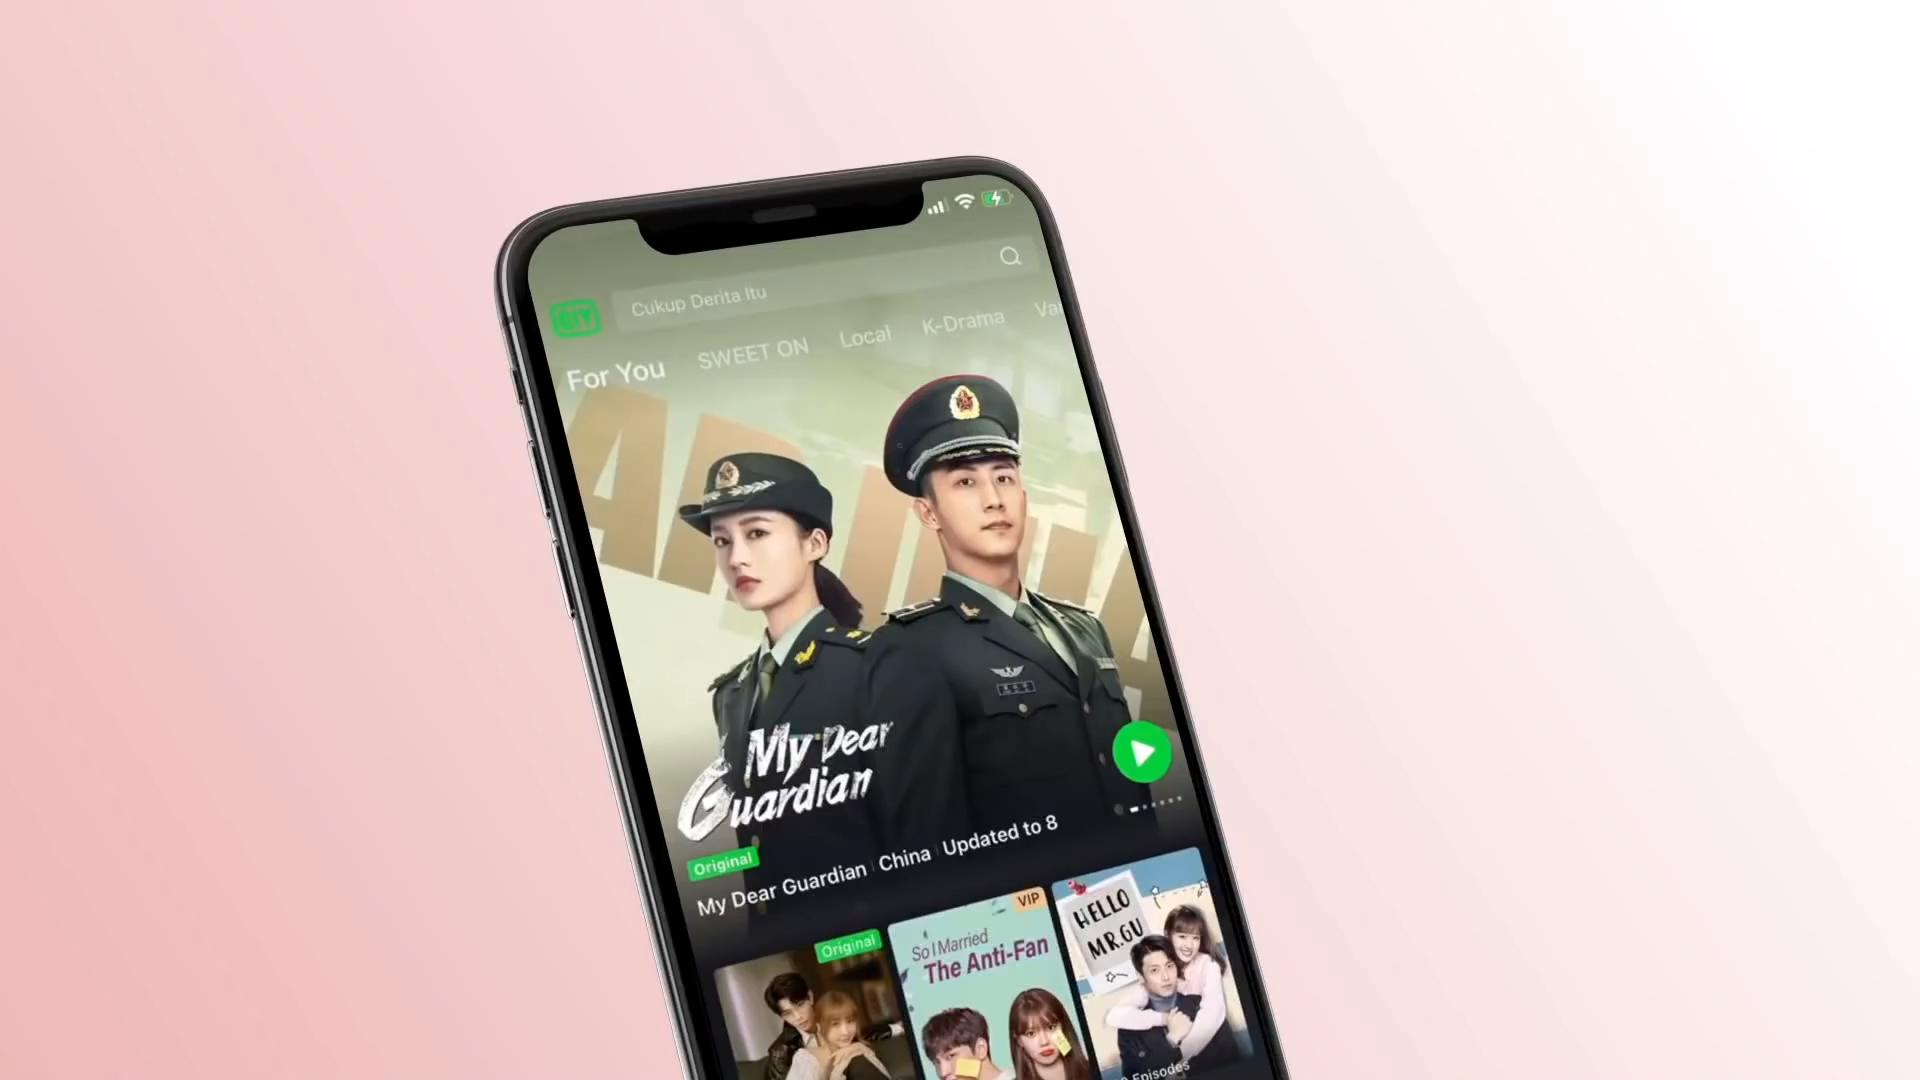 Cukup Derita Itu
For You
SWEET ON
Local
K-Drama
My Dear
Guardian
Original
My Dear Guardian
China
Updated to 8
Original
VIP
So I Married
The Anti-Fan
HELLO
MR.GU
Episodes